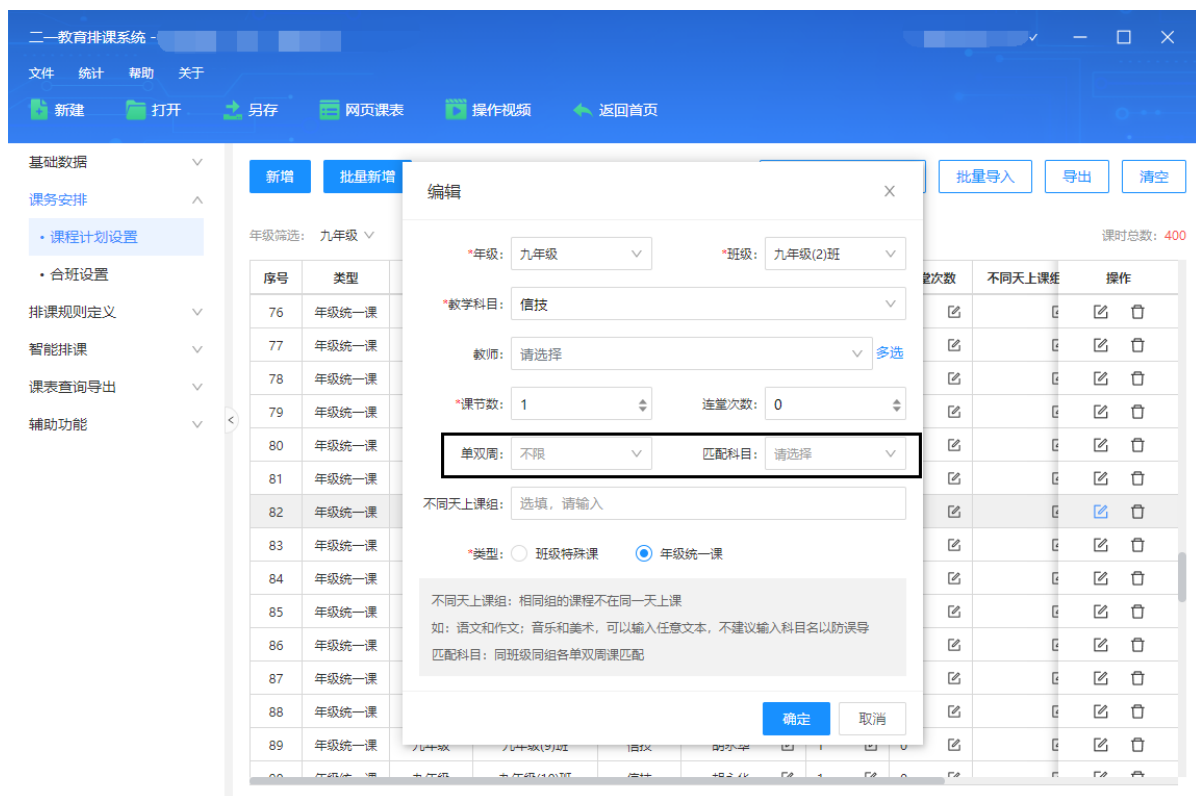 二一教育排课系统 -
文件 统计 帮助 关于
新建 打开 另存 网页课表 操作视频 返回首页
基础数据
课务安排
• 课程计划设置
• 合班设置
排课规则定义
智能排课
课表查询导出
辅助功能
新增 批量新增 批量导入 导出 清空
年级筛选: 九年级 课时总数: 400
序号 类型 堂次数 不同天上课组 操作
76 年级统一课
77 年级统一课
78 年级统一课
79 年级统一课
80 年级统一课
81 年级统一课
82 年级统一课
83 年级统一课
84 年级统一课
85 年级统一课
86 年级统一课
87 年级统一课
88 年级统一课
89 年级统一课 九年级 九年级(9)班 信技 1 0
编辑
*年级: 九年级 *班级: 九年级(2)班
*教学科目: 信技
教师: 请选择 多选
*课节数: 1 连堂次数: 0
单双周: 不限 匹配科目: 请选择
不同天上课组: 选填，请输入
*类型: 班级特殊课 年级统一课
不同天上课组：相同组的课程不在同一天上课
如：语文和作文；音乐和美术，可以输入任意文本，不建议输入科目名以防误导
匹配科目：同班级同组各单双周课匹配
确定 取消